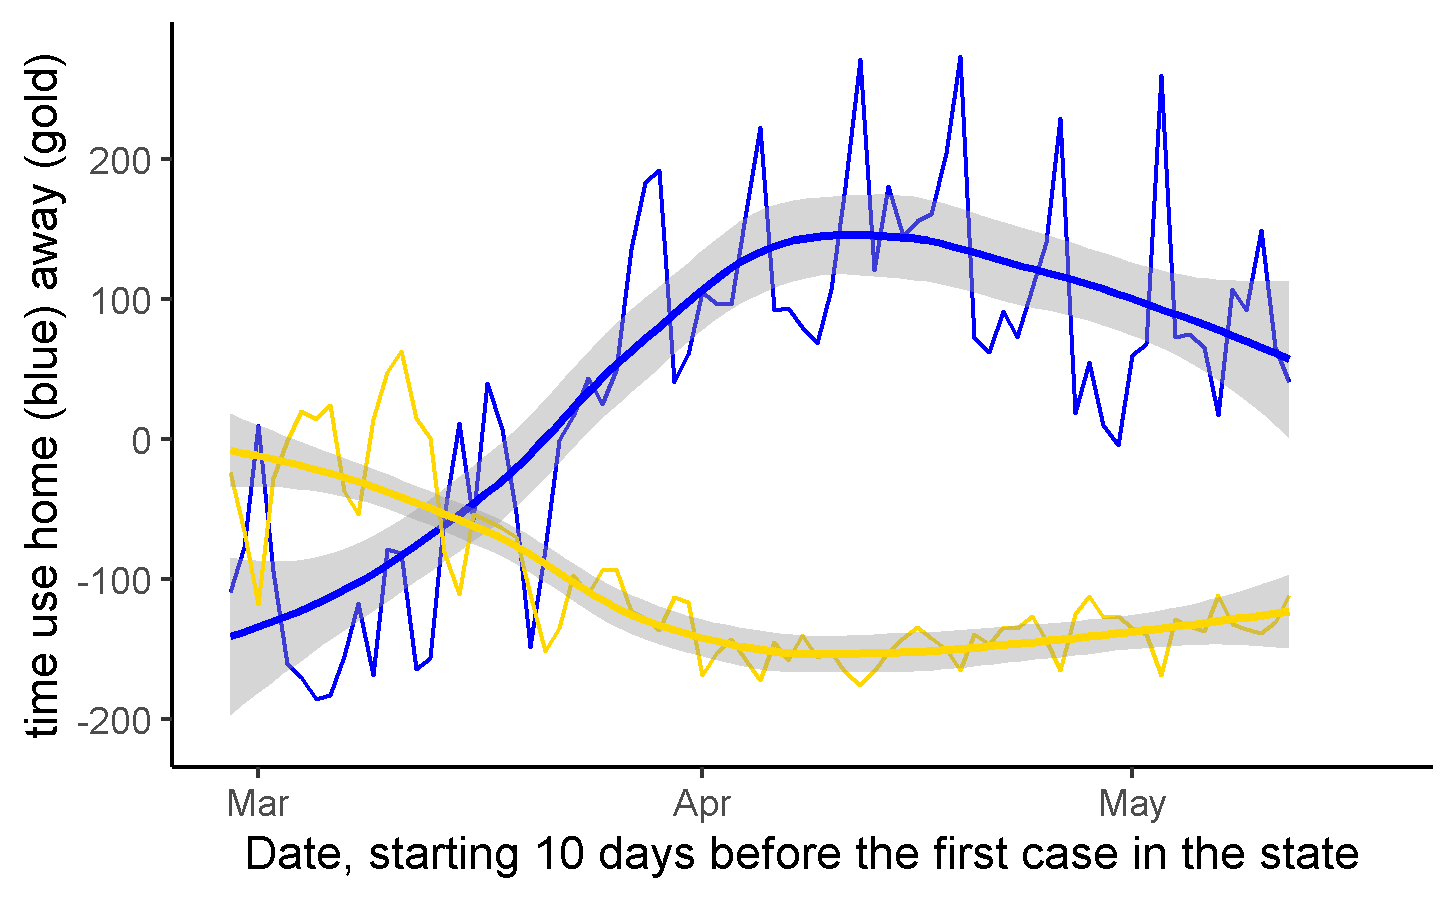 time use home (blue) away (gold)
200
100
0
-100
-200
Mar
Apr
May
Date, starting 10 days before the first case in the state